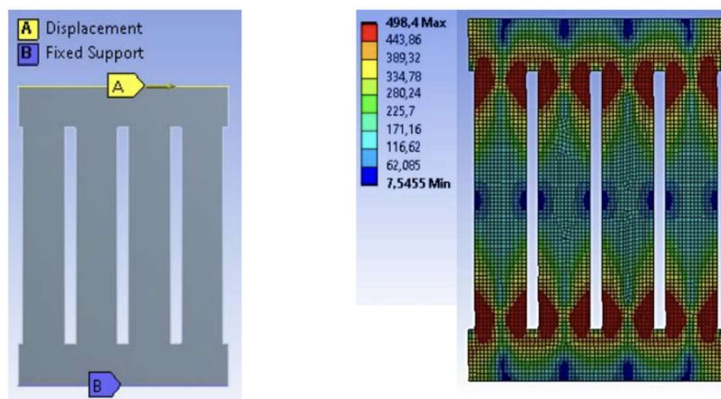 A Displacement
B Fixed Support
A
B
498,4 Max
443,86
389,32
334,78
280,24
225,7
171,16
116,62
62,085
7,5455 Min